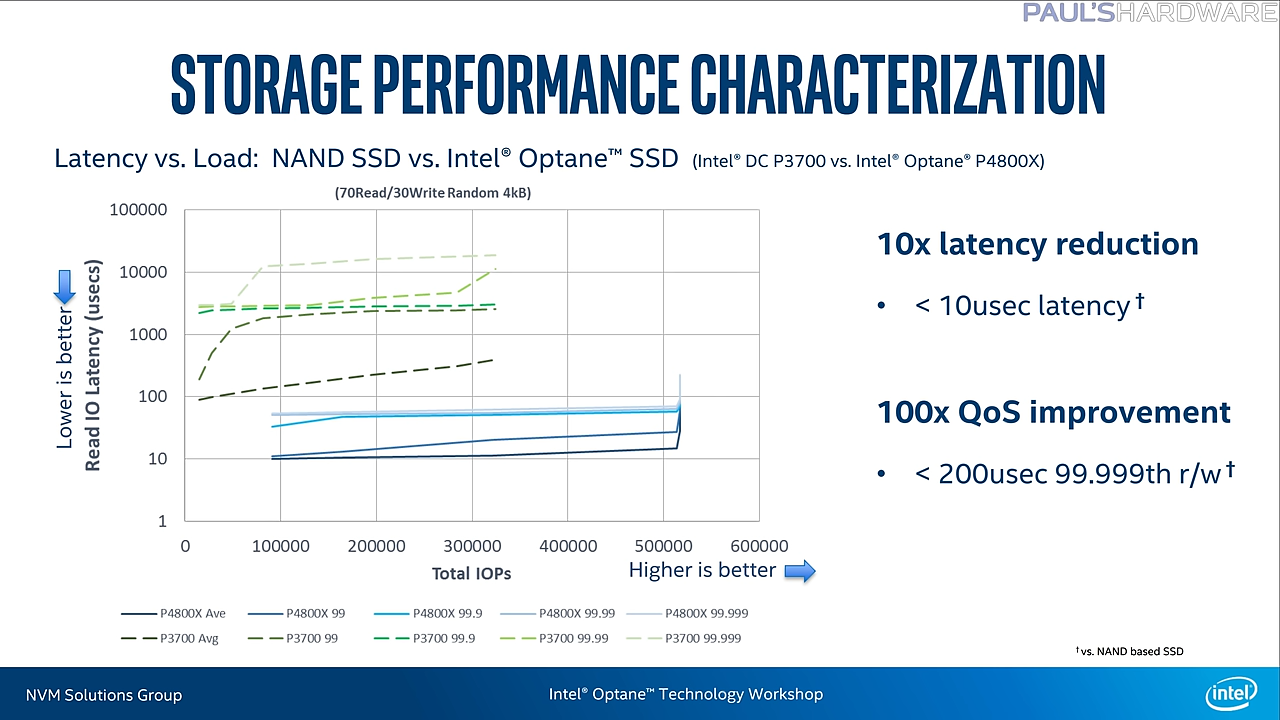 PAUL'SHARDWARE
STORAGE PERFORMANCE CHARACTERIZATION
Latency vs. Load: NAND SSD vs. Intel® Optane™ SSD (Intel® DC P3700 vs. Intel® Optane® P4800X)
(70Read/30Write Random 4kB)
100000
10000
1000
100
10
1
Lower is better
Read IO Latency (usecs)
0 100000 200000 300000 400000 500000 600000
Total IOPs
Higher is better
P4800X Ave P4800X 99 P4800X 99.9 P4800X 99.99 P4800X 99.999
P3700 Avg P3700 99 P3700 99.9 P3700 99.99 P3700 99.999
10x latency reduction
• < 10usec latency†
100x QoS improvement
• < 200usec 99.999th r/w†
†vs. NAND based SSD
NVM Solutions Group
Intel® Optane™ Technology Workshop
intel